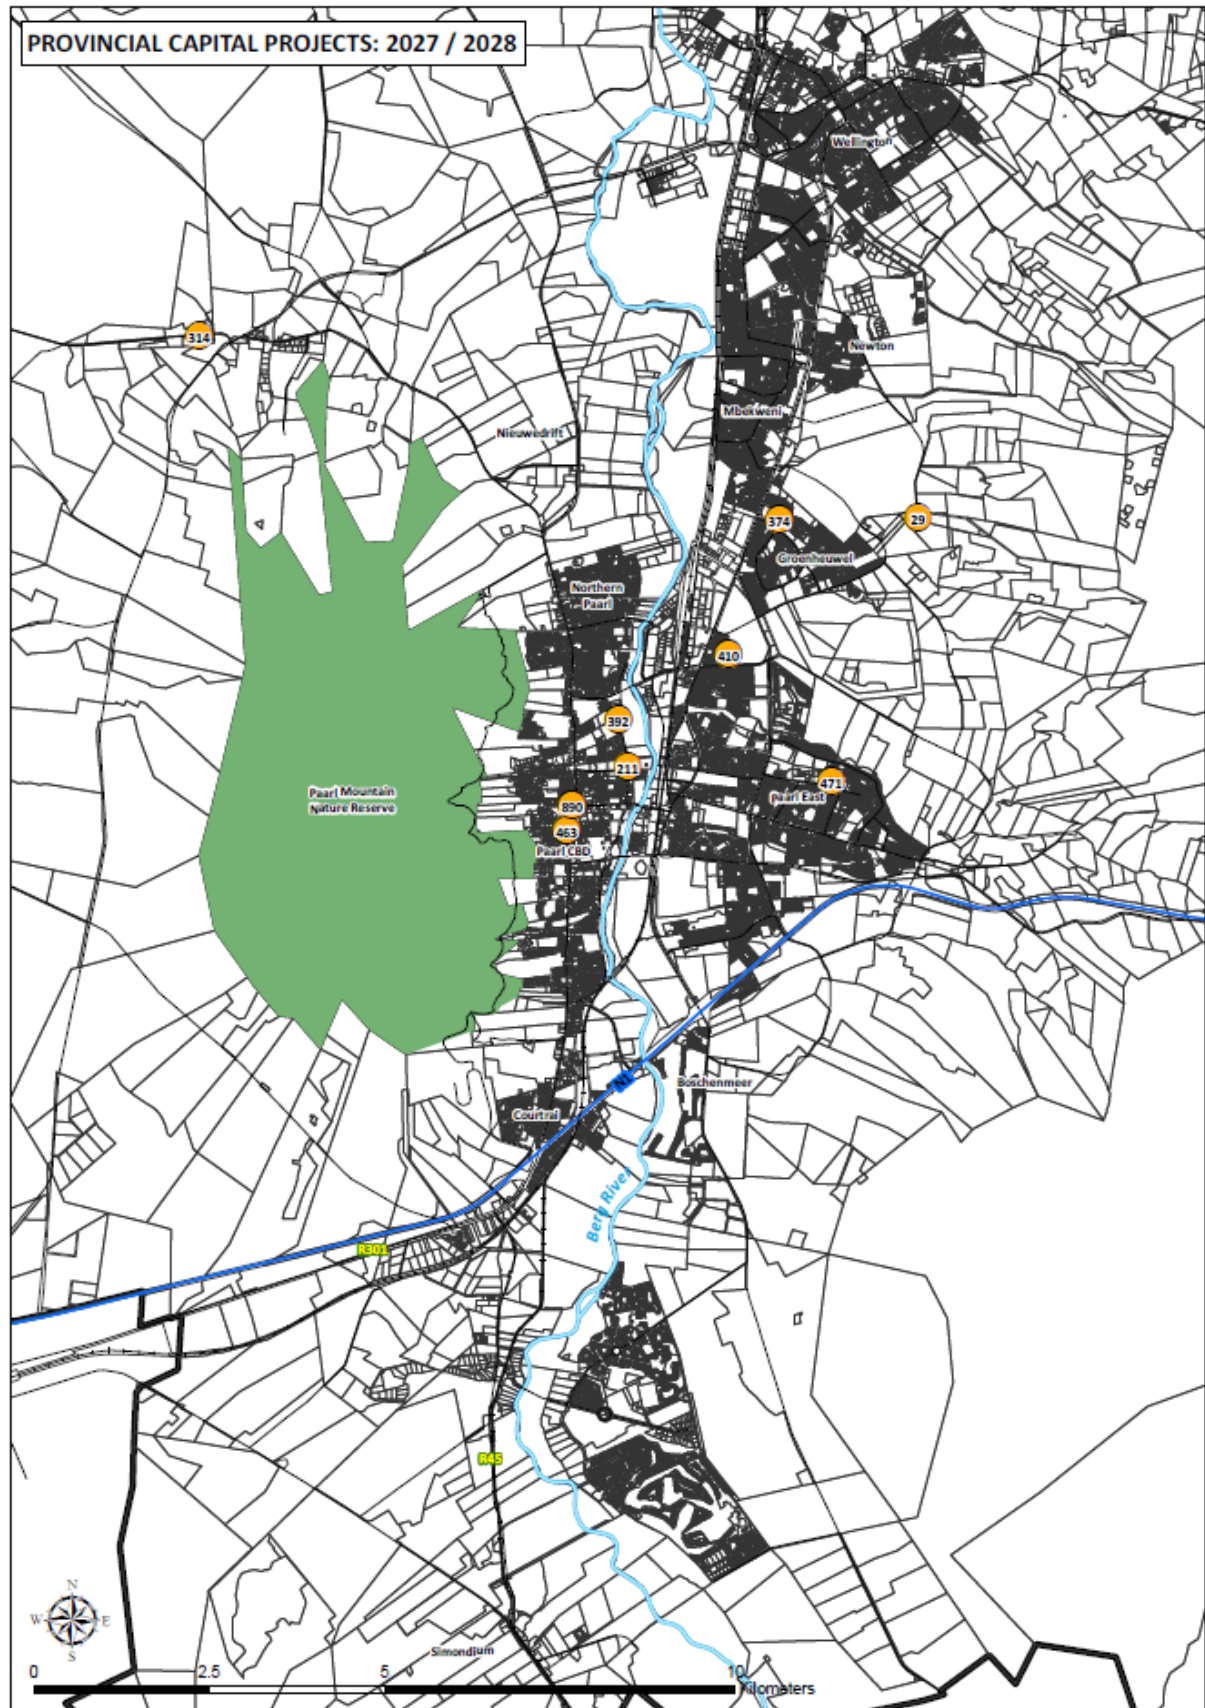 PROVINCIAL CAPITAL PROJECTS: 2027 / 2028
Wellington
314
Newton
Mbekweni
Nieuwedrift
374
29
Groenheuwel
Northern
Paarl
410
392
211
471
Paarl East
Paarl Mountain
Nature Reserve
890
463
Paarl CBD
N1
Boschenmeer
Courtrai
Berg River
R301
R45
N
W
E
S
Simondium
0
2.5
5
10
Kilometers